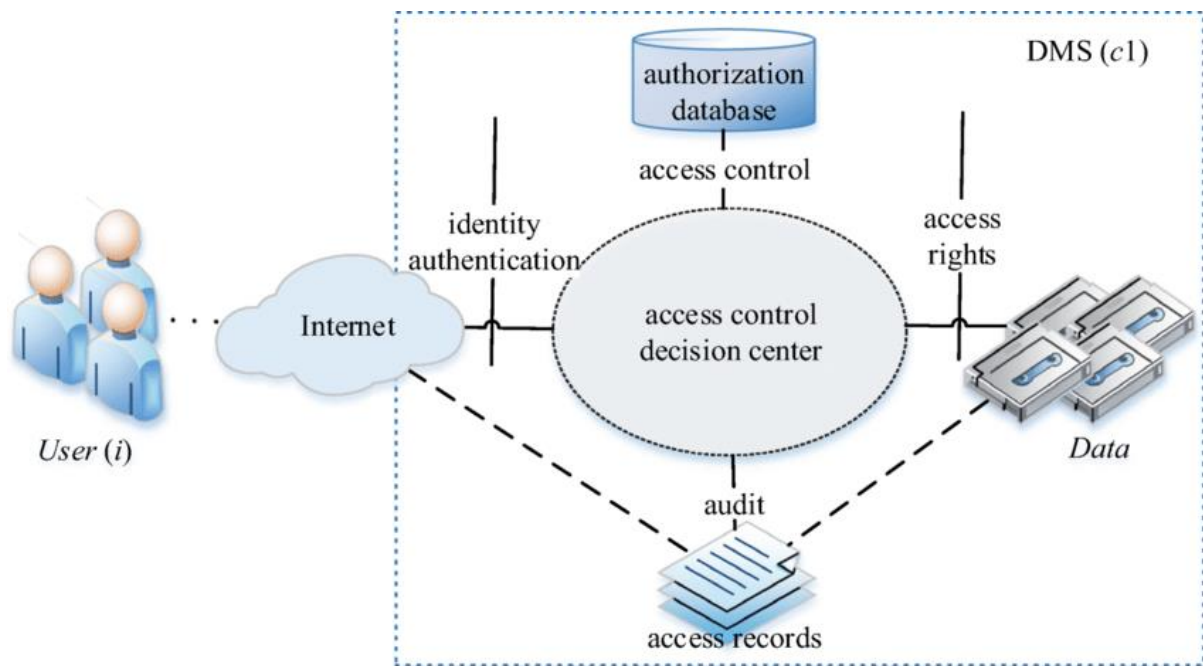 DMS (c1)
authorization
database
access control
identity
authentication
access
rights
Internet
access control
decision center
User (i)
Data
audit
access records